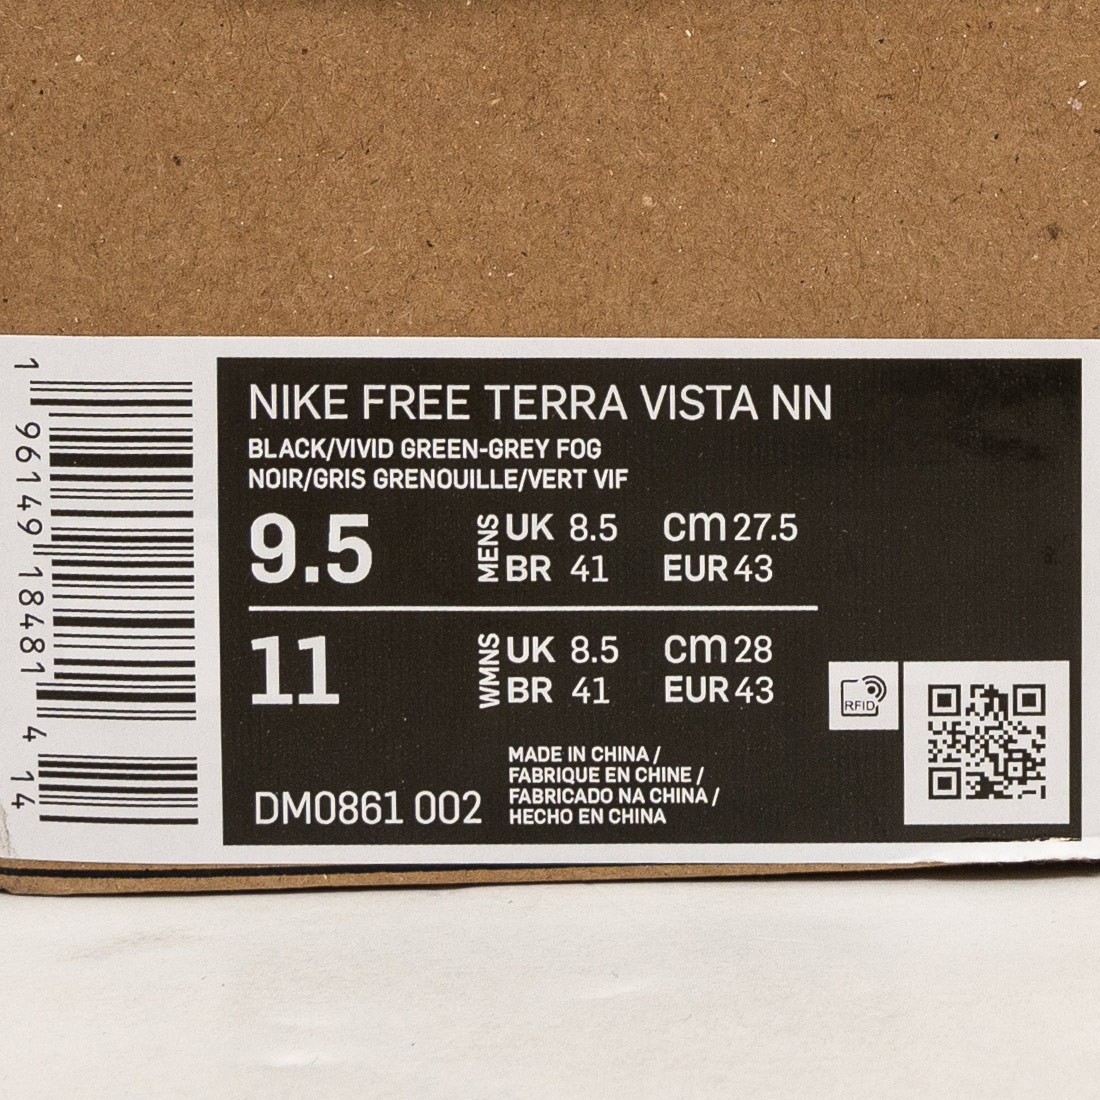 NIKE FREE TERRA VISTA NN
BLACK/VIVID GREEN-GREY FOG
NOIR/GRIS GRENOUILLE/VERT VIF
9.5 MENS UK 8.5 CM 27.5
BR 41 EUR 43
11 WMNS UK 8.5 CM 28
BR 41 EUR 43
RFID
MADE IN CHINA /
FABRIQUE EN CHINE /
FABRICADO NA CHINA /
HECHO EN CHINA
DM0861 002
1 96149 18481 4 14